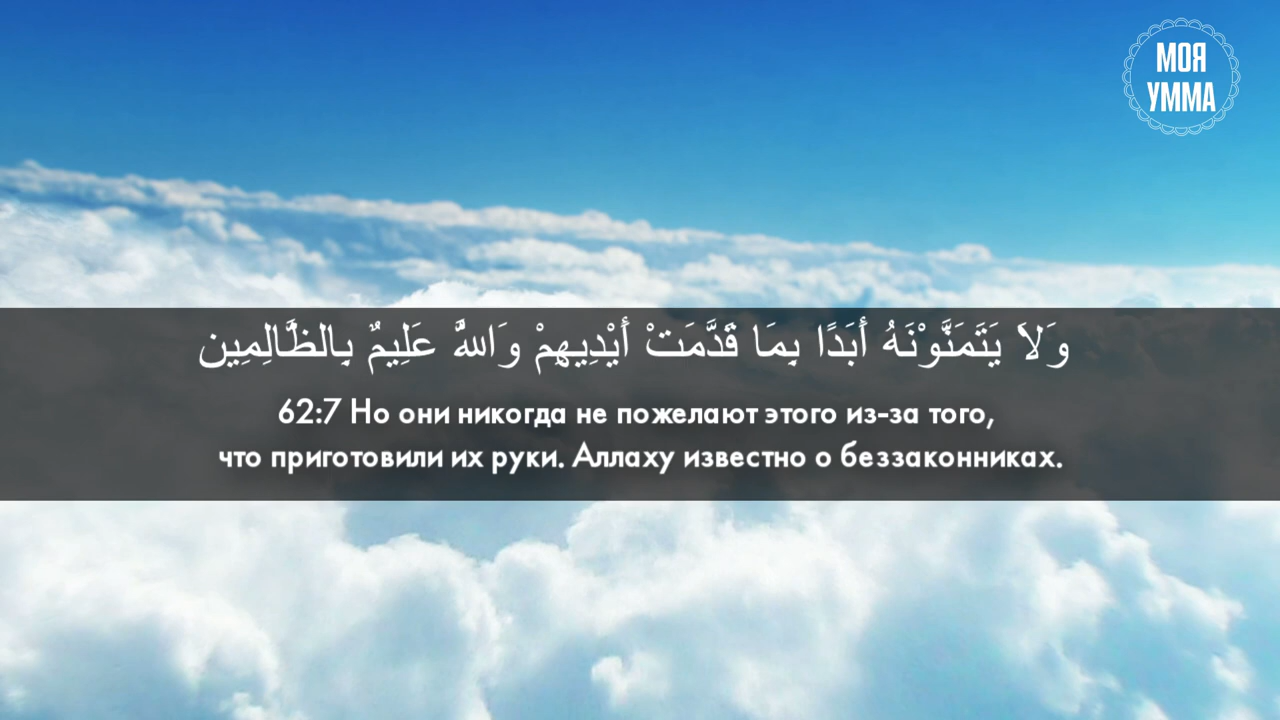 МОЯ
УММА
وَلاَ يَتَمَنَّوْنَهُ أَبَدًا بِمَا قَدَّمَتْ أَيْدِيهِمْ وَاللَّهُ عَلِيمٌ بِالظَّالِمِين
62:7 Но они никогда не пожелают этого из-за того,
что приготовили их руки. Аллаху известно о беззаконниках.